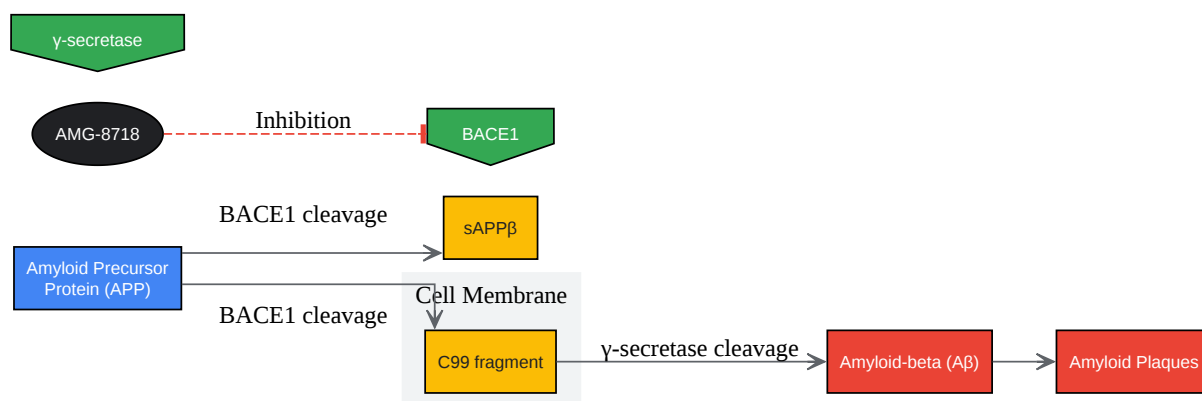 γ-secretase
AMG-8718
Inhibition
BACE1
BACE1 cleavage
sAPPβ
Amyloid Precursor
Protein (APP)
BACE1 cleavage
Cell Membrane
C99 fragment
γ-secretase cleavage
Amyloid-beta (Aβ)
Amyloid Plaques